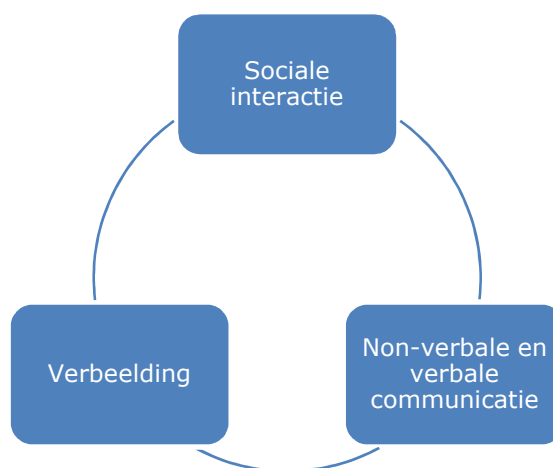 Sociale
interactie
Verbeelding
Non-verbale en
verbale
communicatie